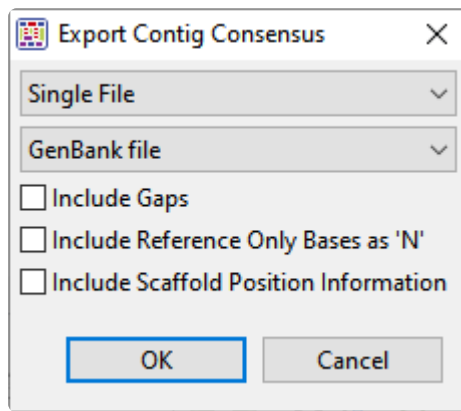 Export Contig Consensus
Single File
GenBank file
Include Gaps
Include Reference Only Bases as 'N'
Include Scaffold Position Information
OK Cancel